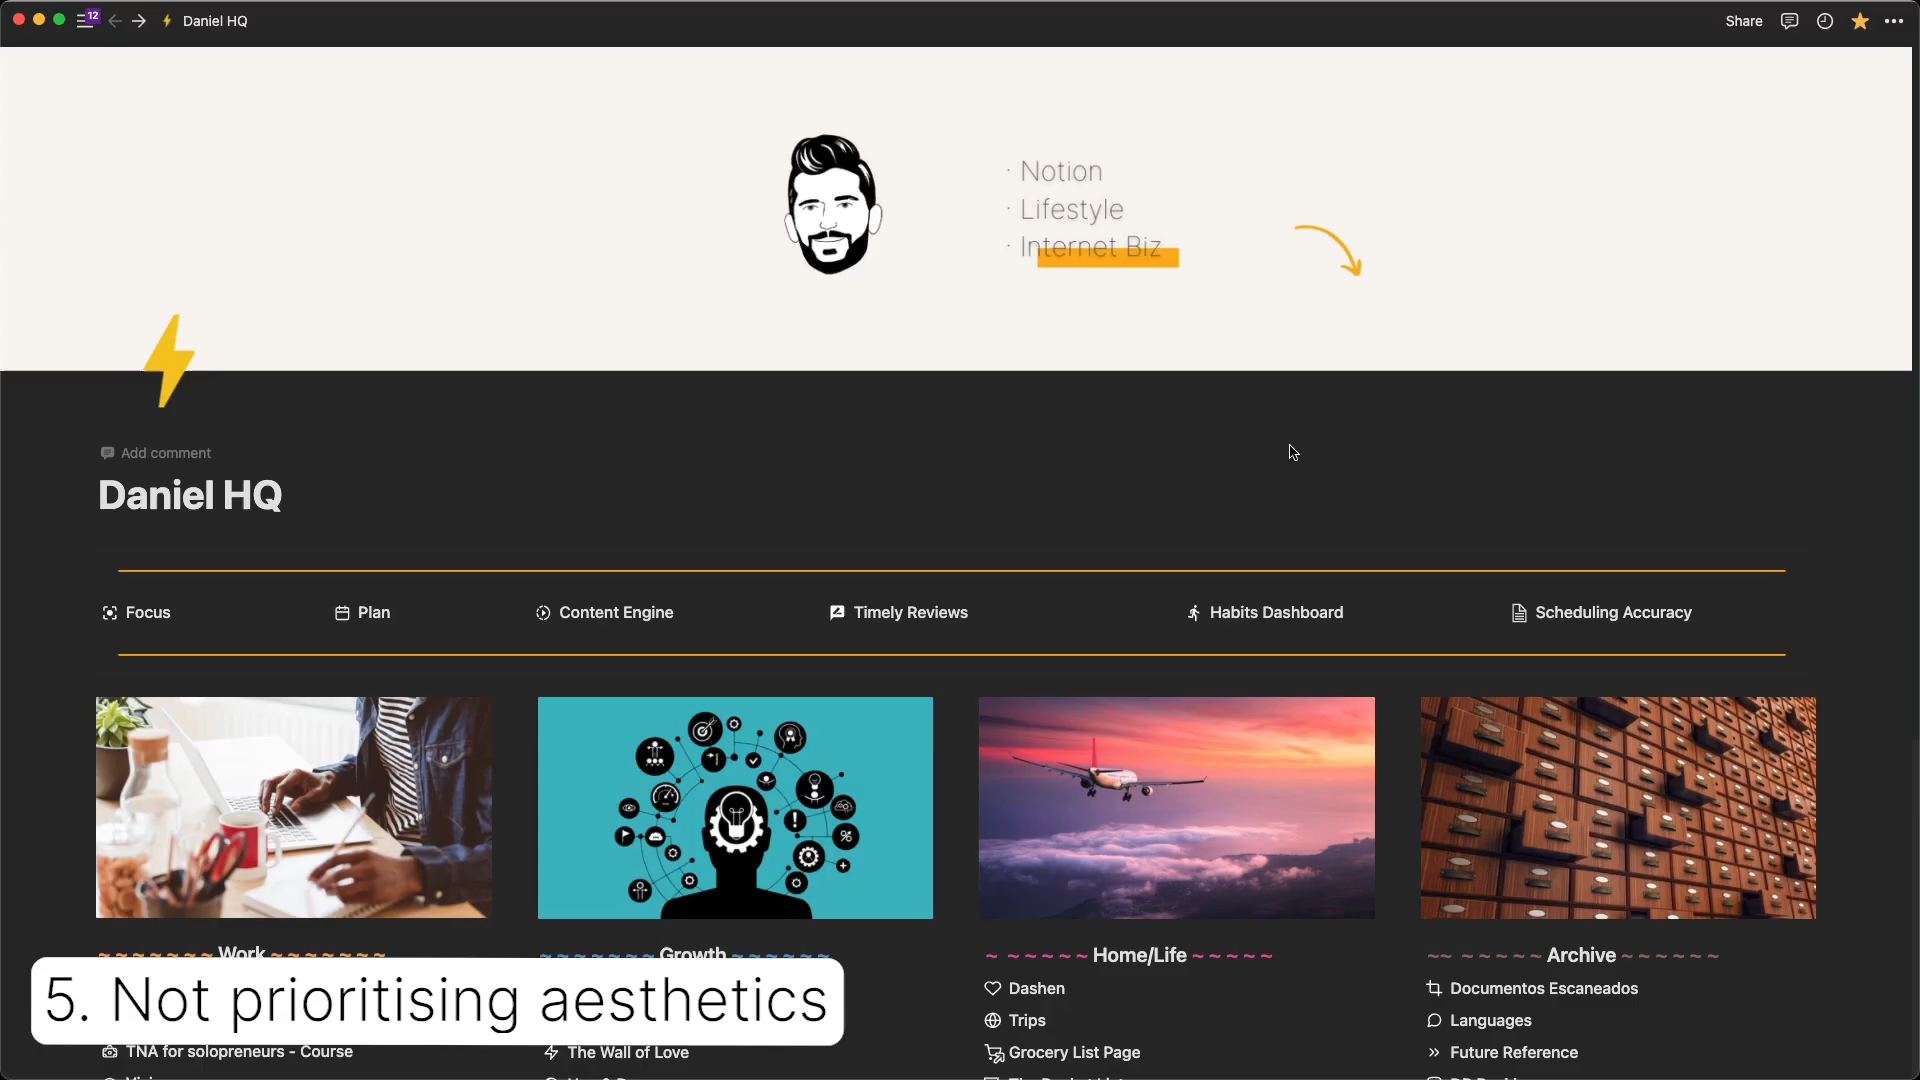 12
Daniel HQ
Share
· Notion
· Lifestyle
· Internet Biz
Add comment
Daniel HQ
Focus
Plan
Content Engine
Timely Reviews
Habits Dashboard
Scheduling Accuracy
~ ~ ~ ~ ~ ~ ~ Work ~ ~ ~ ~ ~ ~ ~
~ ~ ~ ~ ~ ~ ~ Growth ~ ~ ~ ~ ~ ~
~ ~ ~ ~ ~ ~ Home/Life ~ ~ ~ ~ ~
~~ ~ ~ ~ ~ ~ Archive ~ ~ ~ ~ ~ ~
5. Not prioritising aesthetics
TNA for solopreneurs - Course
The Wall of Love
Dashen
Trips
Grocery List Page
Documentos Escaneados
Languages
Future Reference